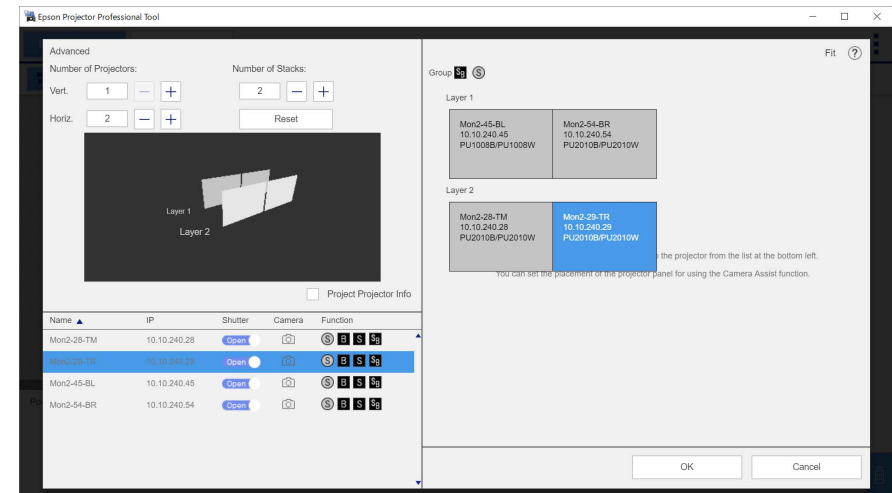 Epson Projector Professional Tool
Advanced
Number of Projectors:
Number of Stacks:
Vert. 1
2
Horiz. 2
Reset
Layer 1
Layer 2
Project Projector Info
Name IP Shutter Camera Function
Mon2-28-TM 10.10.240.28 Open S B S SB
Mon2-29-TR 10.10.240.29 Open S B S SB
Mon2-45-BL 10.10.240.45 Open S B S SB
Mon2-54-BR 10.10.240.54 Open S B S SB
Fit ?
Group SB S
Layer 1
Mon2-45-BL
10.10.240.45
PU1008B/PU1008W
Mon2-54-BR
10.10.240.54
PU2010B/PU2010W
Layer 2
Mon2-28-TM
10.10.240.28
PU2010B/PU2010W
Mon2-29-TR
10.10.240.29
PU2010B/PU2010W
the projector from the list at the bottom left.
You can set the placement of the projector panel for using the Camera Assist function.
OK
Cancel